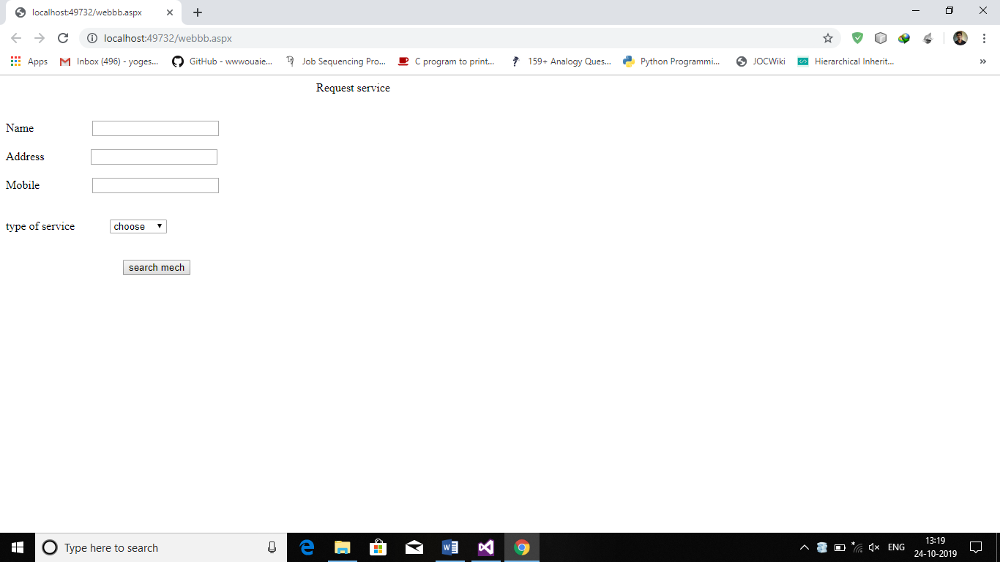 localhost:49732/webbb.aspx
localhost:49732/webbb.aspx
Apps Inbox (496) - yoges... GitHub - wwwouaie... Job Sequencing Pro... C program to print... 159+ Analogy Ques... Python Programmi... JOCWiki Hierarchical Inherit... »
Request service
Name
Address
Mobile
type of service choose
search mech
Type here to search
ENG
13:19
24-10-2019